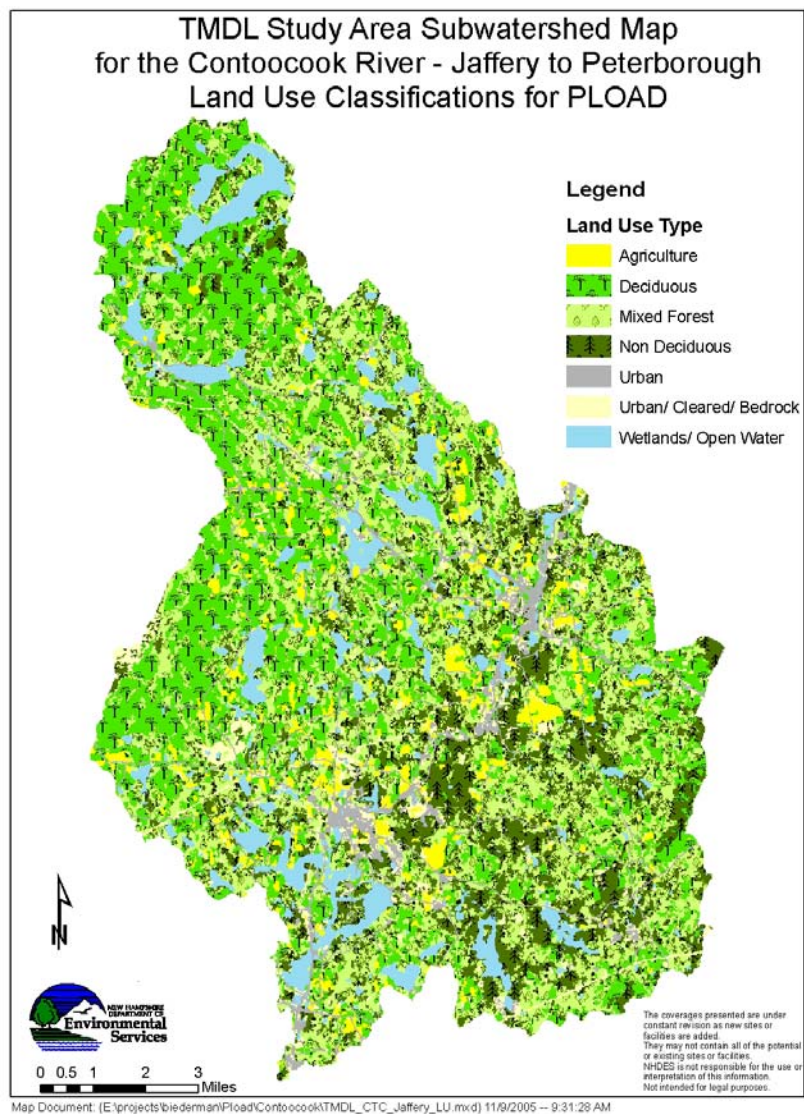 TMDL Study Area Subwatershed Map
for the Contoocook River - Jaffery to Peterborough
Land Use Classifications for PLOAD
Legend
Land Use Type
Agriculture
Deciduous
Mixed Forest
Non Deciduous
Urban
Urban/ Cleared/ Bedrock
Wetlands/ Open Water
N
NEW HAMPSHIRE
DEPARTMENT OF
Environmental
Services
0 0.5 1 2 3
Miles
The coverages presented are under
constant revision as new sites or
facilities are added.
They may not contain all of the potential
or existing sites or facilities.
NHDES is not responsible for the use or
interpretation of this information.
Not intended for legal purposes.
Map Document: (E:\projects\biederman\Pload\Contoocook\TMDL_CTC_Jaffery_LU.mxd) 11/9/2005 -- 9:31:28 AM